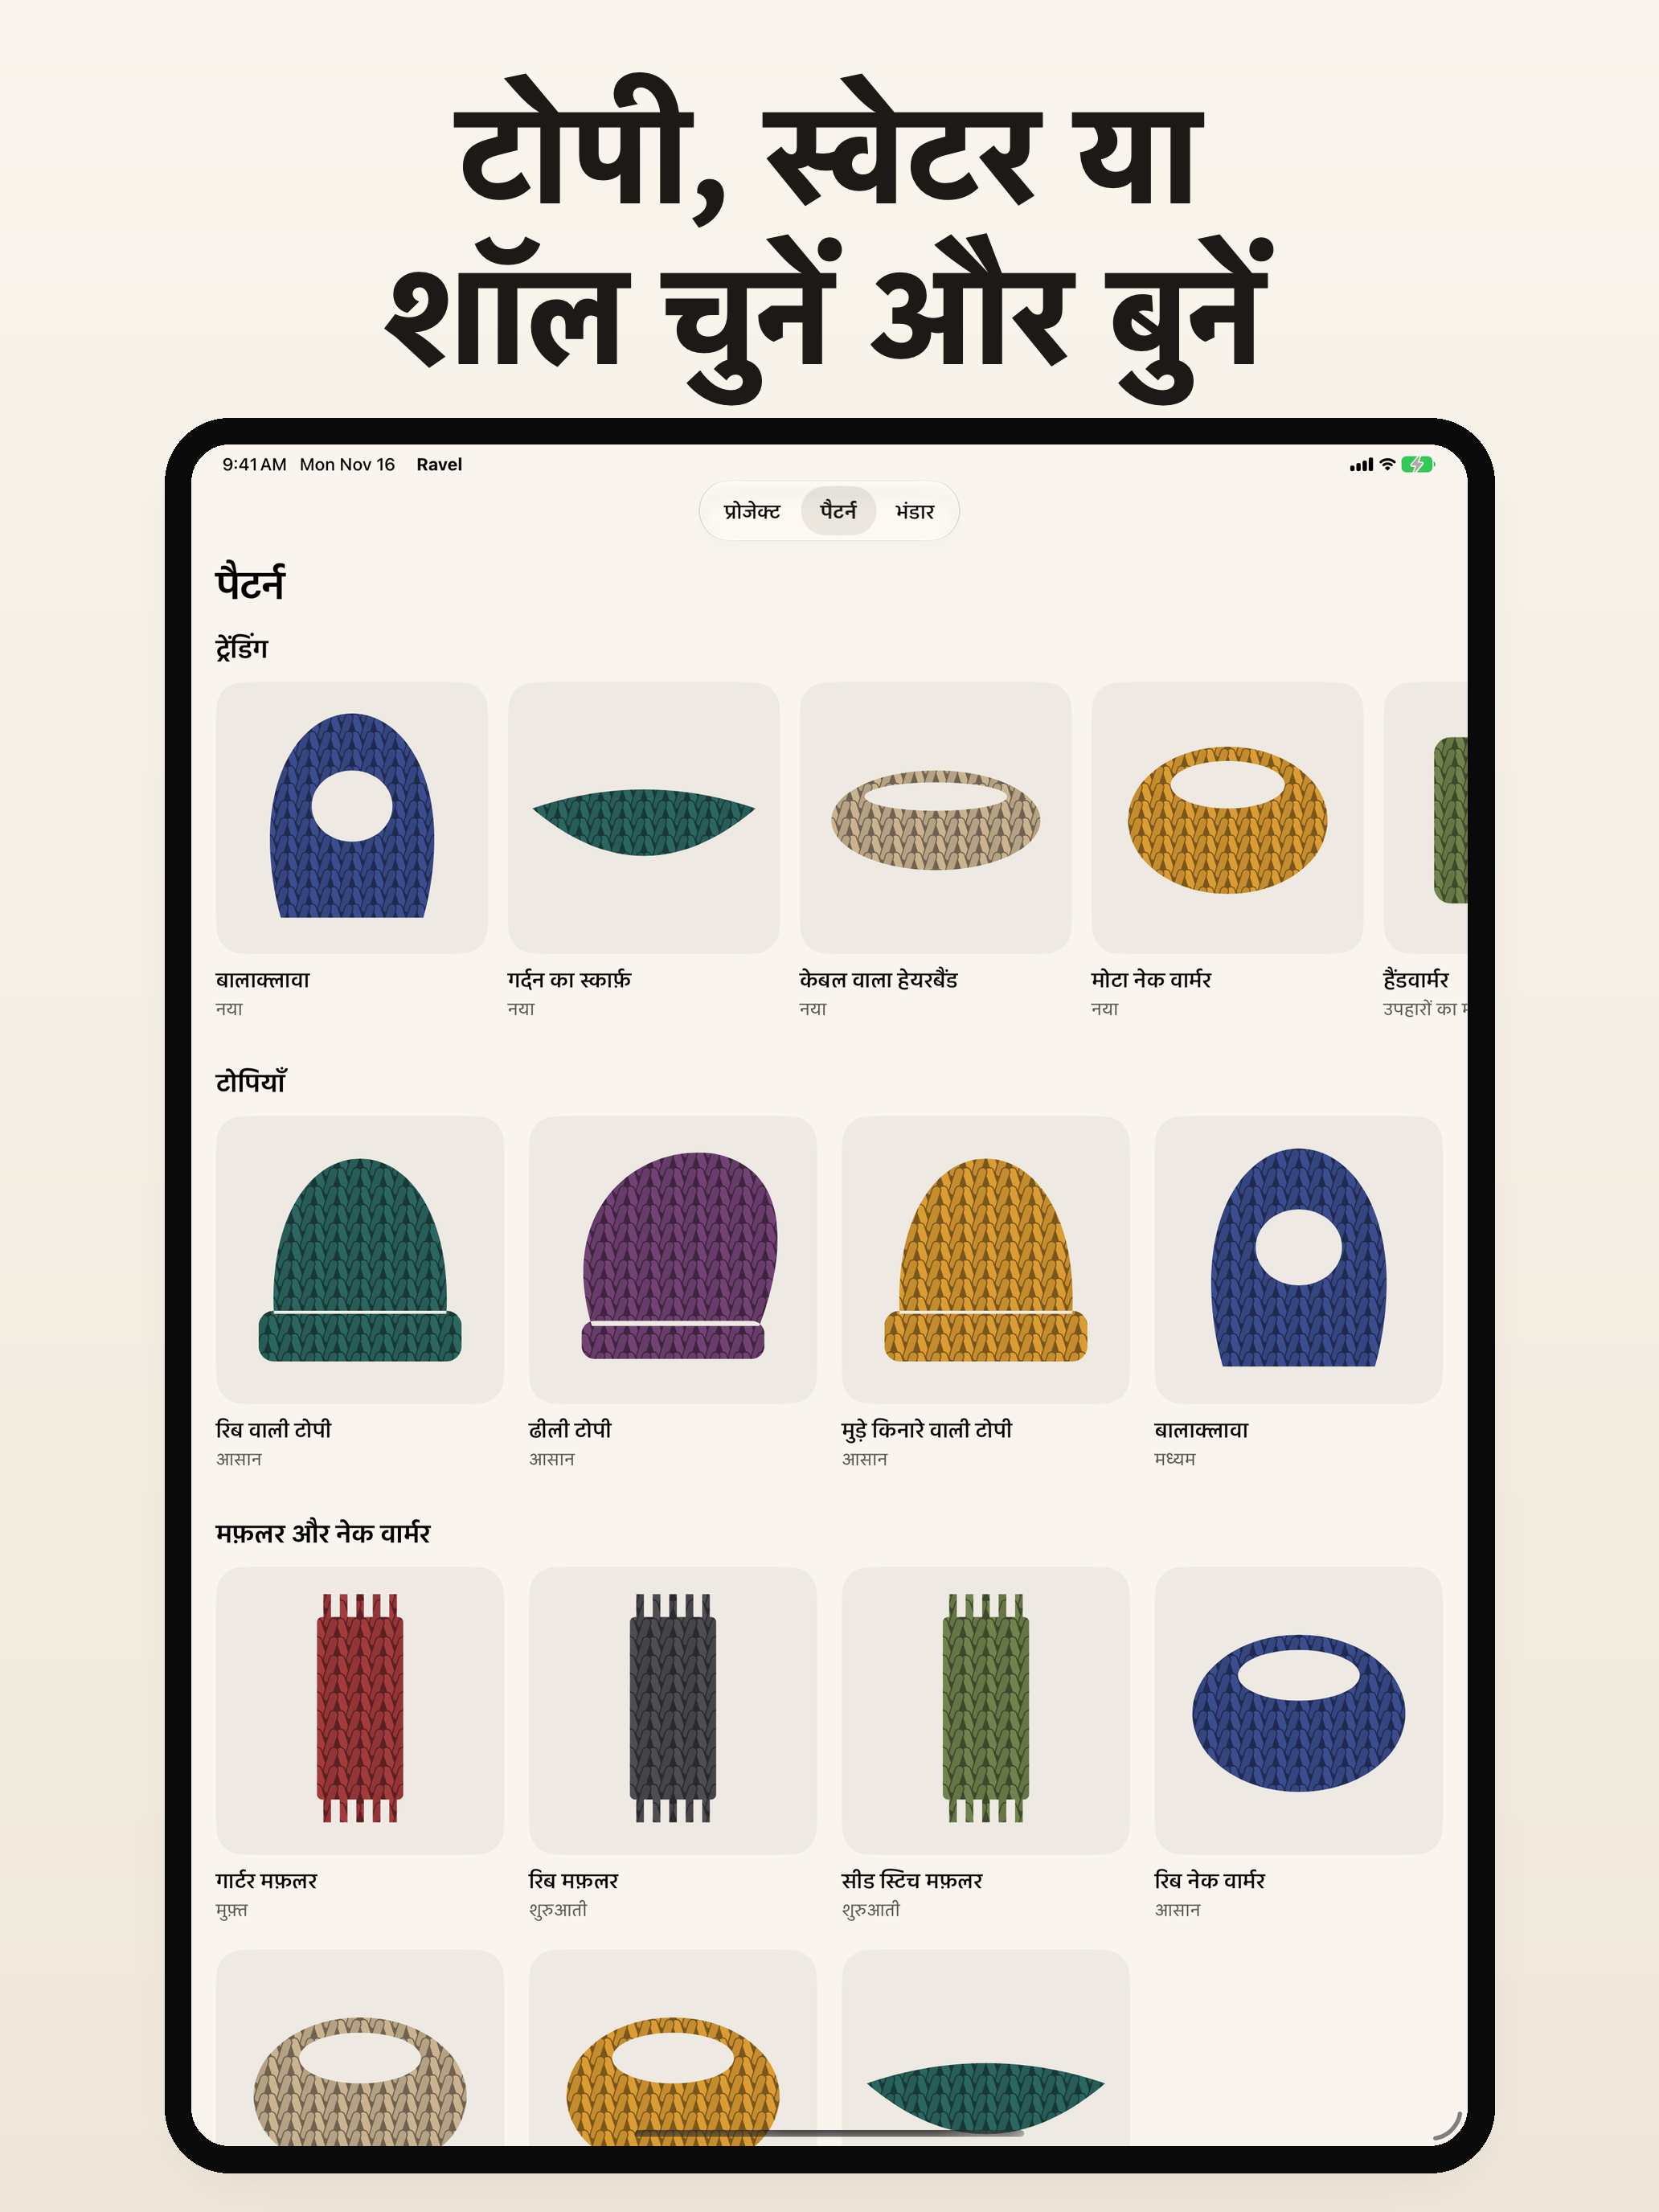 टोपी, स्वेटर या
शॉल चुनें और बुनें
9:41 AM Mon Nov 16 Ravel
प्रोजेक्ट पैटर्न भंडार
पैटर्न
ट्रेंडिंग
बालाक्लावा गर्दन का स्कार्फ़ केबल वाला हेयरबैंड मोटा नेक वार्मर हैंडवार्मर
नया नया नया नया उपहारों का
टोपियाँ
रिब वाली टोपी ढीली टोपी मुड़े किनारे वाली टोपी बालाक्लावा
आसान आसान आसान मध्यम
मफ़लर और नेक वार्मर
गार्टर मफ़लर रिब मफ़लर सीड स्टिच मफ़लर रिब नेक वार्मर
मुफ़्त शुरुआती शुरुआती आसान